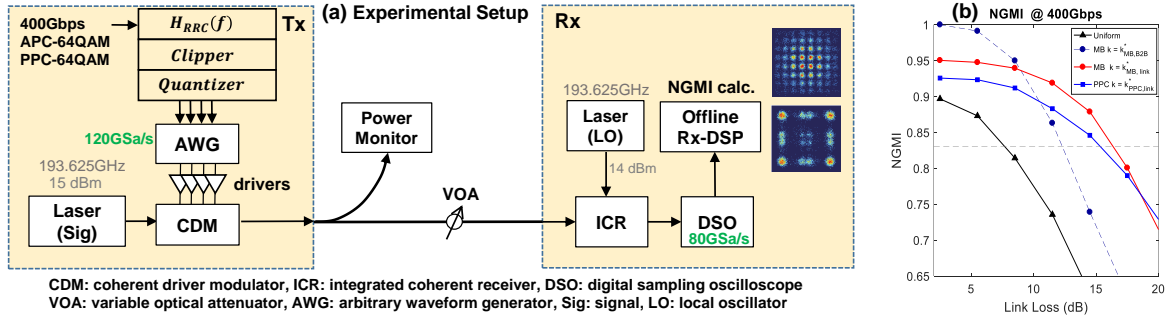 (a) Experimental Setup
400Gbps
APC-64QAM
PPC-64QAM
H_RRC(f)
Tx
Clipper
Quantizer
120GSa/s
AWG
193.625GHz
15 dBm
drivers
Laser
(Sig)
CDM
Power
Monitor
VOA
Rx
193.625GHz
Laser
(LO)
14 dBm
NGMI calc.
Offline
Rx-DSP
ICR
DSO
80GSa/s
CDM: coherent driver modulator, ICR: integrated coherent receiver, DSO: digital sampling oscilloscope
VOA: variable optical attenuator, AWG: arbitrary waveform generator, Sig: signal, LO: local oscillator
(b) NGMI @ 400Gbps
Uniform
MB k = k*_MB,B2B
MB k = k*_MB, link
PPC k = k*_PPC,link
NGMI
1
0.95
0.9
0.85
0.8
0.75
0.7
0.65
5 10 15 20
Link Loss (dB)